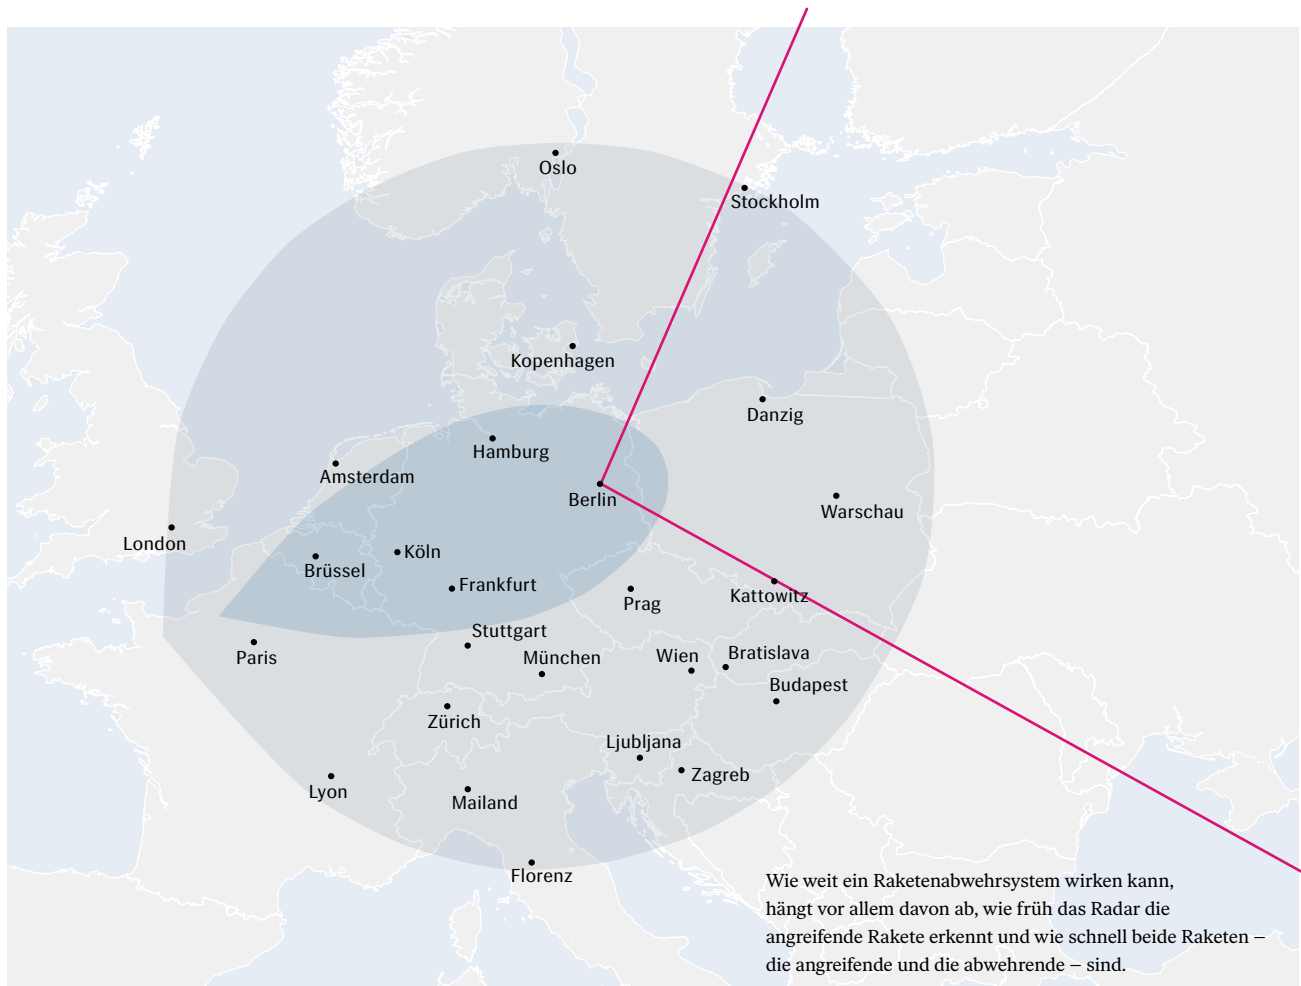 Oslo
Stockholm
Kopenhagen
Danzig
Hamburg
Amsterdam
Berlin
Warschau
London
Köln
Brüssel
Frankfurt
Prag
Kattowitz
Stuttgart
Paris
München
Wien
Bratislava
Budapest
Zürich
Ljubljana
Zagreb
Lyon
Mailand
Florenz
Wie weit ein Raketenabwehrsystem wirken kann,
hängt vor allem davon ab, wie früh das Radar die
angreifende Rakete erkennt und wie schnell beide Raketen –
die angreifende und die abwehrende – sind.